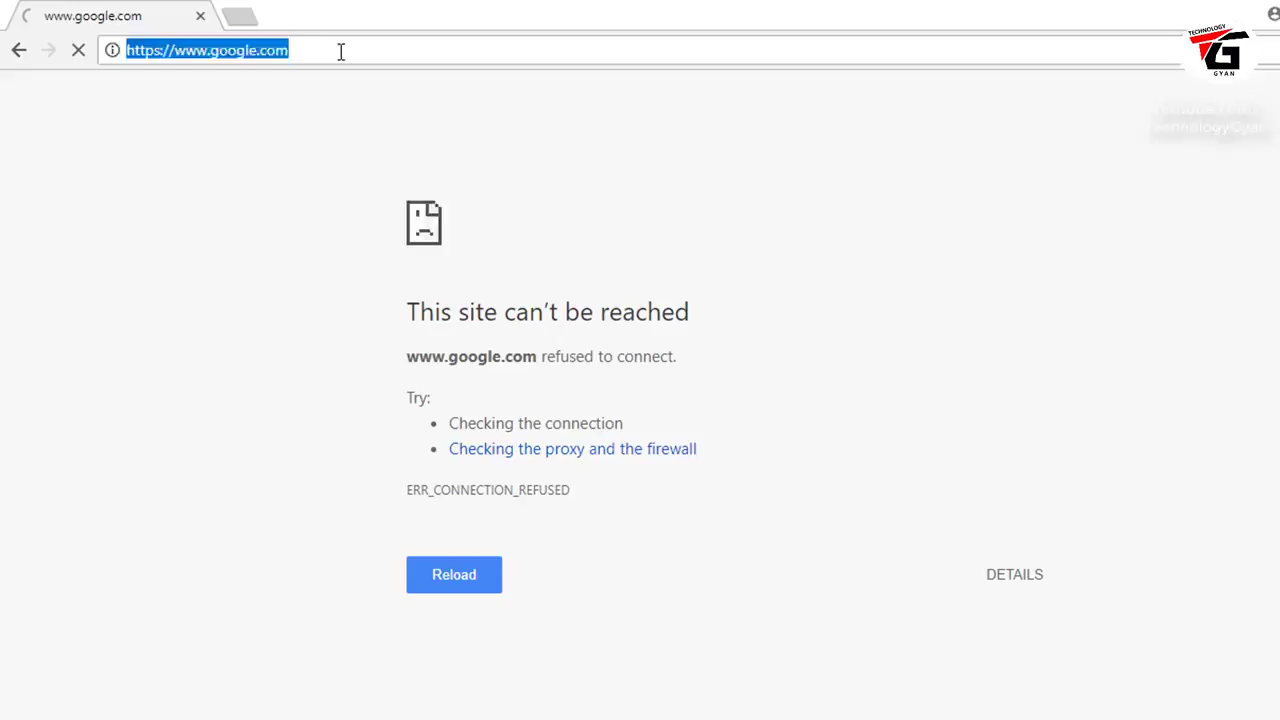 www.google.com
https://www.google.com
TECHNOLOGY
TG
GYAN
This site can’t be reached
www.google.com refused to connect.
Try:
Checking the connection
Checking the proxy and the firewall
ERR_CONNECTION_REFUSED
Reload
DETAILS